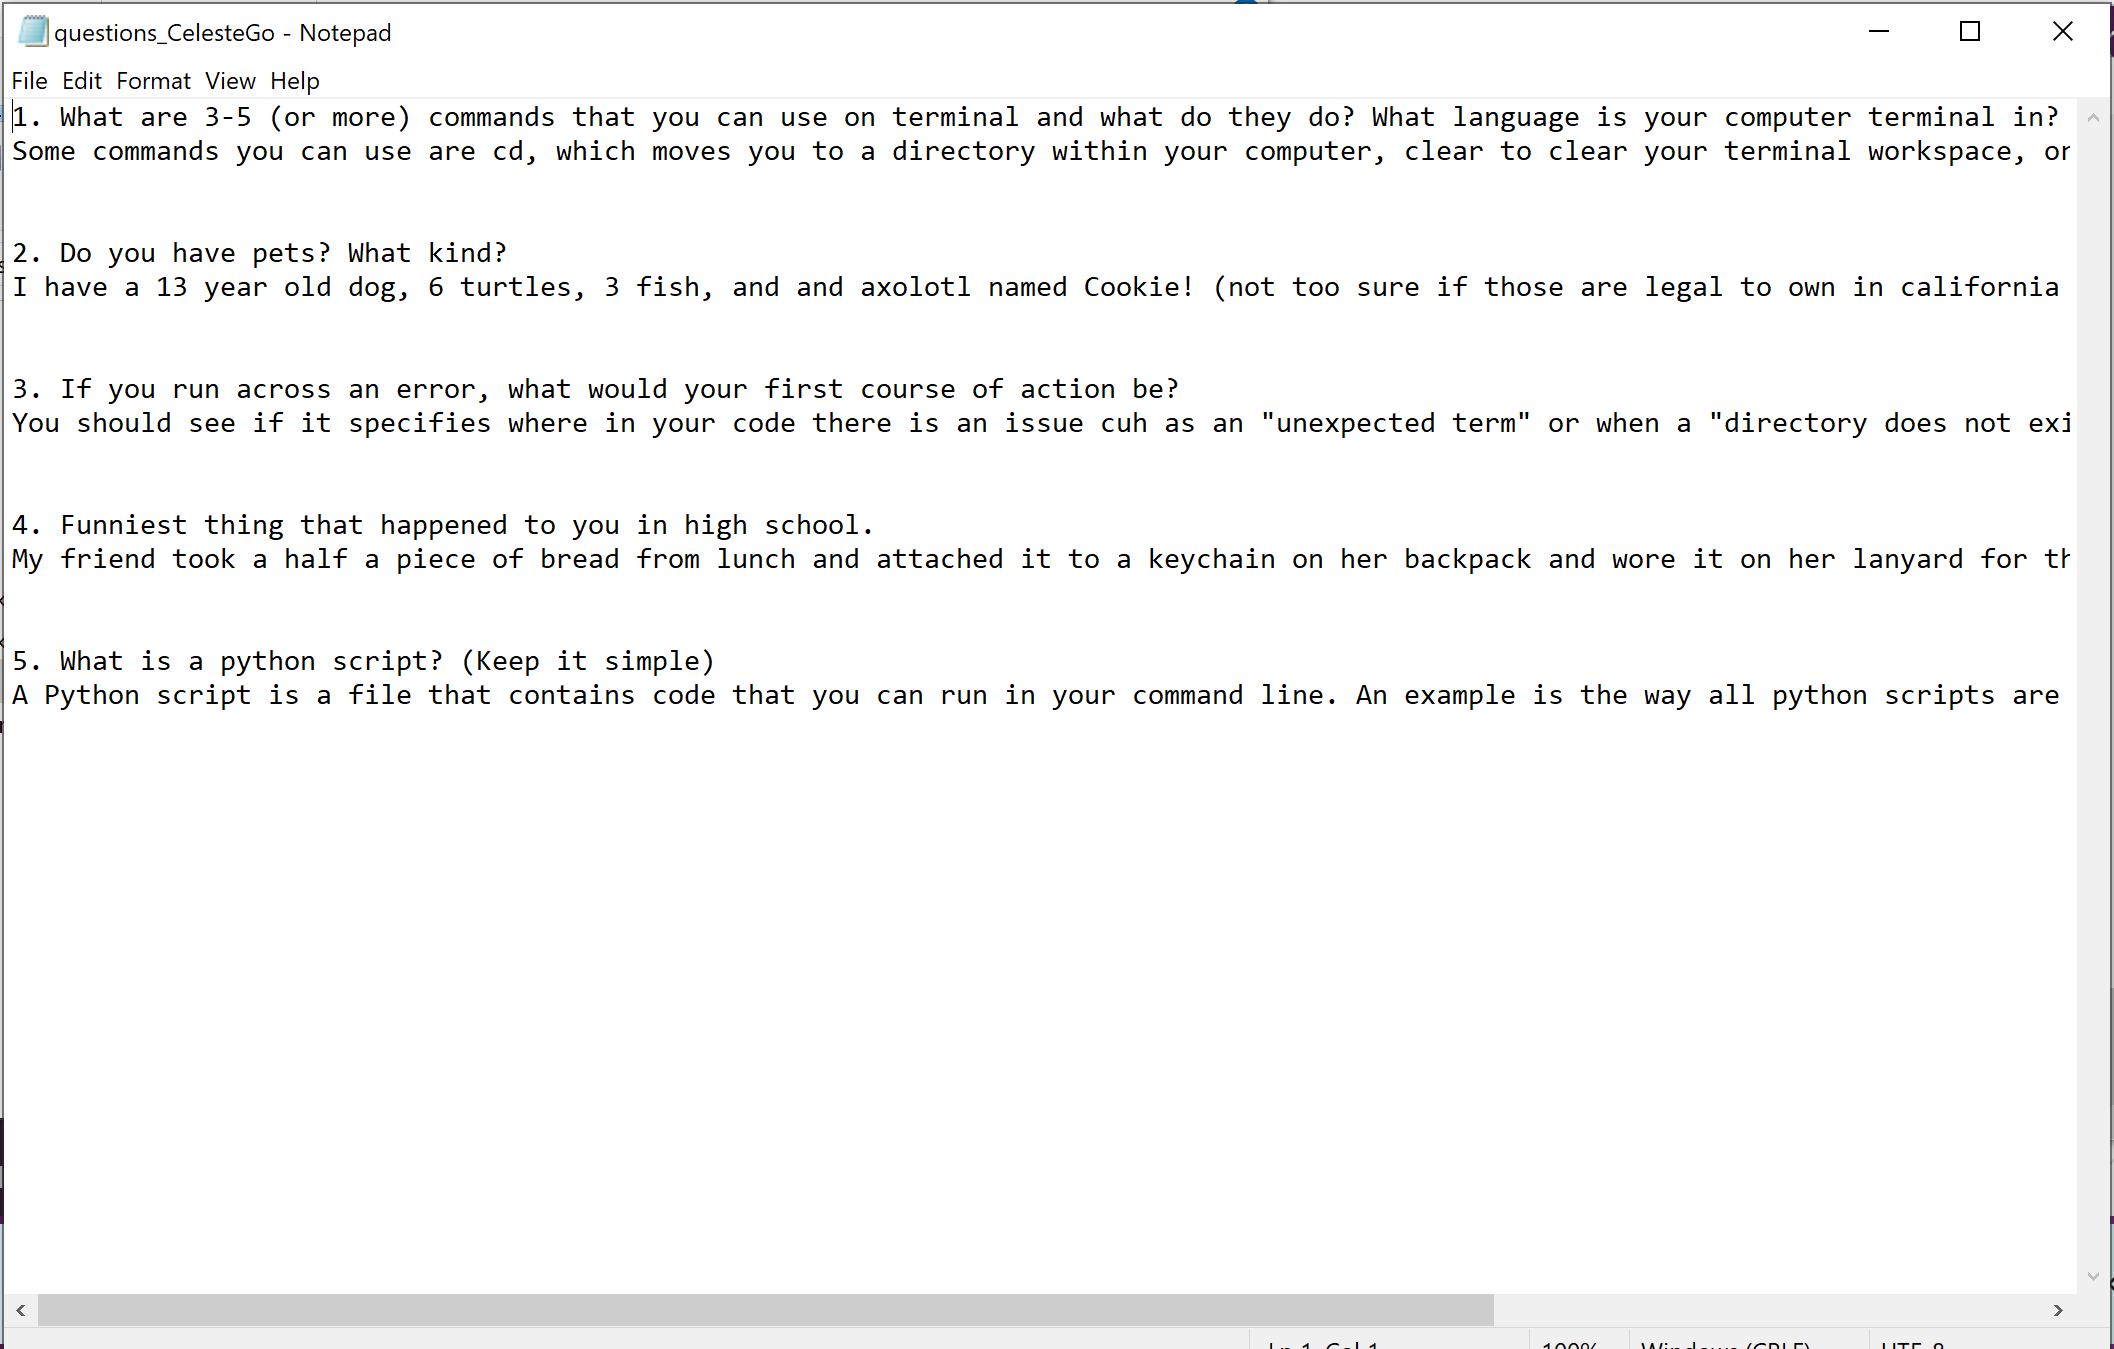 questions_CelesteGo - Notepad
File Edit Format View Help
1. What are 3-5 (or more) commands that you can use on terminal and what do they do? What language is your computer terminal in?
Some commands you can use are cd, which moves you to a directory within your computer, clear to clear your terminal workspace, or
2. Do you have pets? What kind?
I have a 13 year old dog, 6 turtles, 3 fish, and and axolotl named Cookie! (not too sure if those are legal to own in california
3. If you run across an error, what would your first course of action be?
You should see if it specifies where in your code there is an issue cuh as an "unexpected term" or when a "directory does not exi
4. Funniest thing that happened to you in high school.
My friend took a half a piece of bread from lunch and attached it to a keychain on her backpack and wore it on her lanyard for th
5. What is a python script? (Keep it simple)
A Python script is a file that contains code that you can run in your command line. An example is the way all python scripts are
Ln 1, Col 1 100% Windows (CRLF) UTF-8